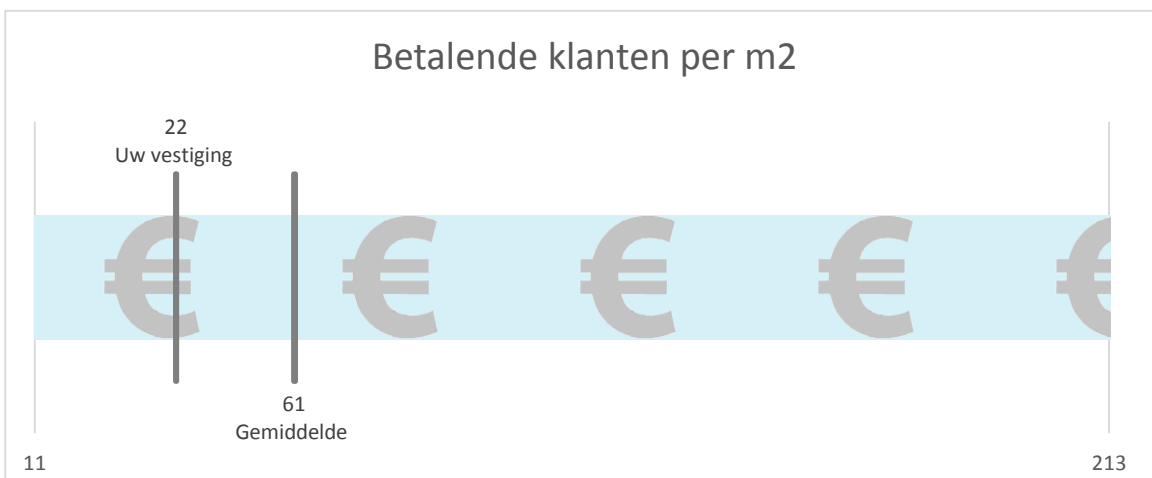 Betalende klanten per m2
22
Uw vestiging
€ € € € €
61
Gemiddelde
11
213